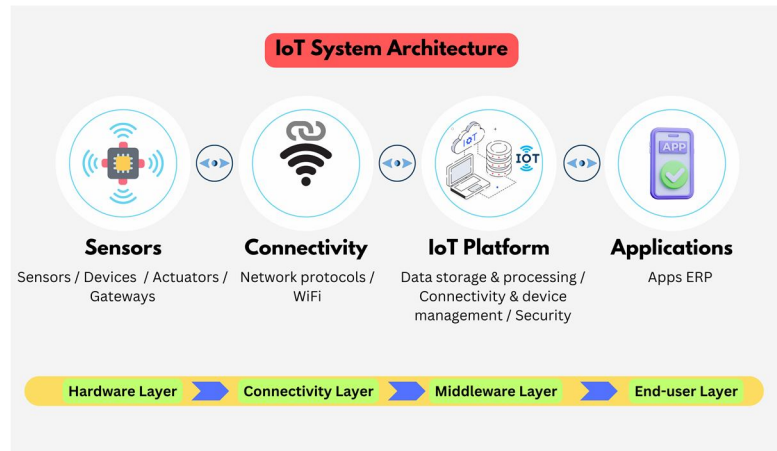 IoT System Architecture
IOT
IOT
APP
Sensors
Connectivity
IoT Platform
Applications
Sensors / Devices / Actuators /
Gateways
Network protocols /
WiFi
Data storage & processing /
Connectivity & device
management / Security
Apps ERP
Hardware Layer
Connectivity Layer
Middleware Layer
End-user Layer